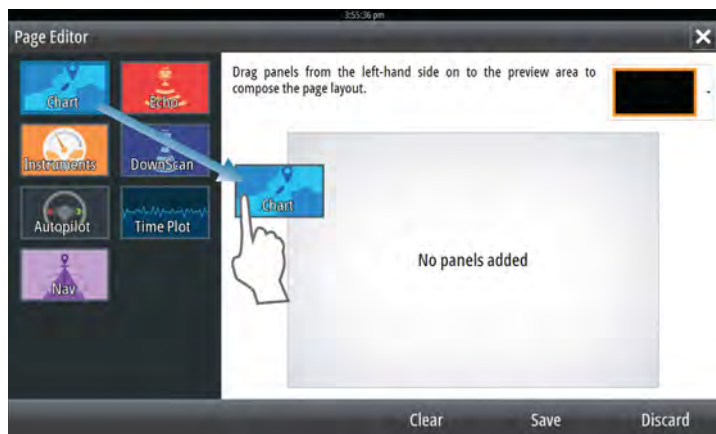 3:55:36 pm
Page Editor
Chart
Echo
Instruments
DownScan
Autopilot
Time Plot
Nav
Drag panels from the left-hand side on to the preview area to
compose the page layout.
Chart
No panels added
Clear
Save
Discard